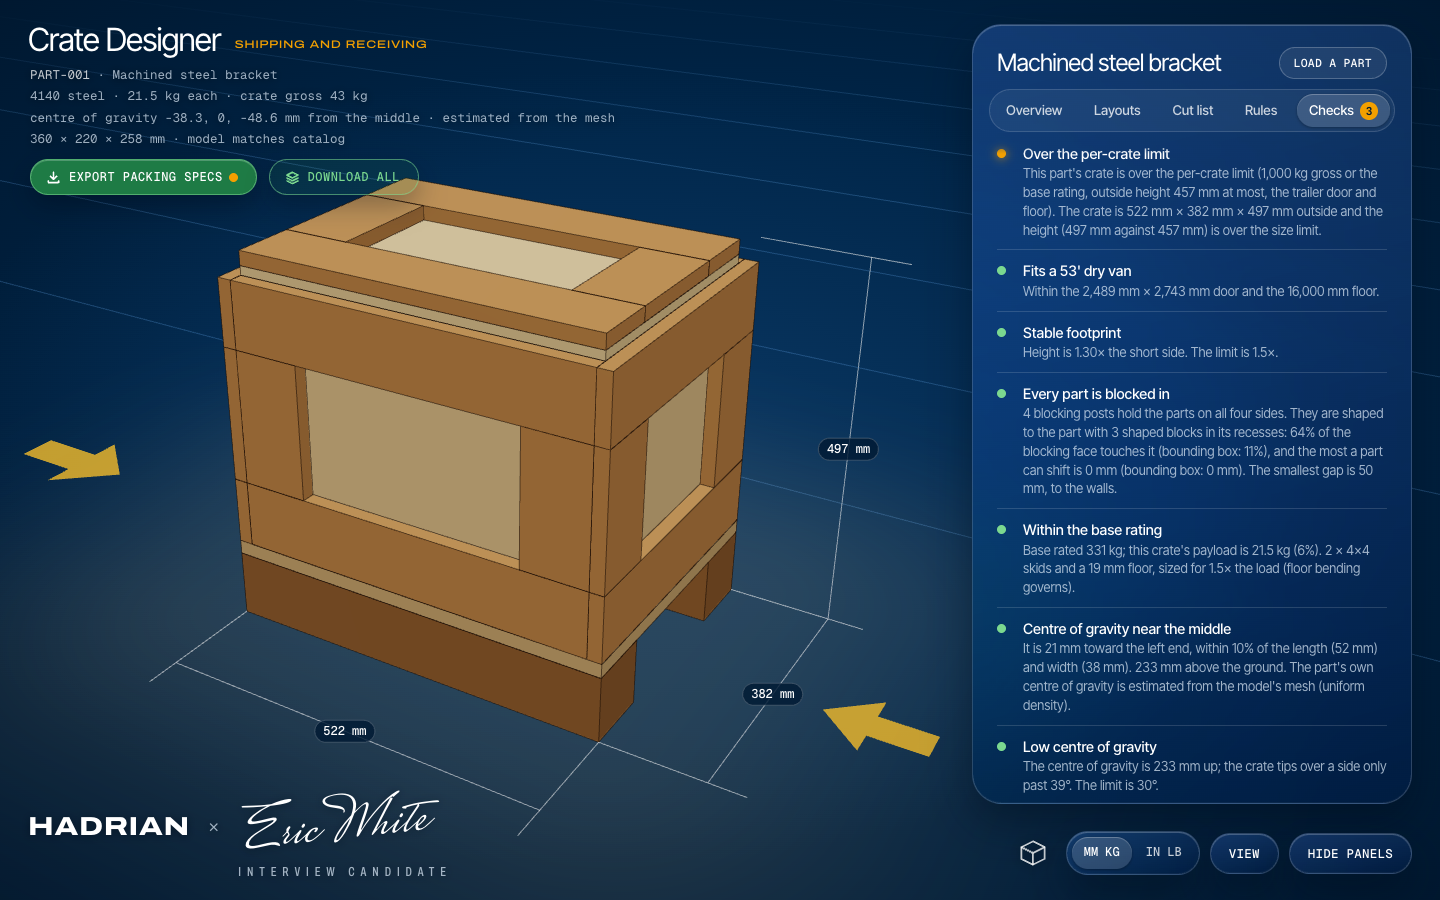 Crate Designer SHIPPING AND RECEIVING
PART-001 · Machined steel bracket
4140 steel · 21.5 kg each · crate gross 43 kg
centre of gravity -38.3, 0, -48.6 mm from the middle · estimated from the mesh
360 × 220 × 258 mm · model matches catalog
EXPORT PACKING SPECS
DOWNLOAD ALL
497 mm
382 mm
522 mm
HADRIAN × Eric White
INTERVIEW CANDIDATE
Machined steel bracket
LOAD A PART
Overview Layouts Cut list Rules Checks 3
Over the per-crate limit
This part's crate is over the per-crate limit (1,000 kg gross or the
base rating, outside height 457 mm at most, the trailer door and
floor). The crate is 522 mm × 382 mm × 497 mm outside and the
height (497 mm against 457 mm) is over the size limit.
Fits a 53' dry van
Within the 2,489 mm × 2,743 mm door and the 16,000 mm floor.
Stable footprint
Height is 1.30× the short side. The limit is 1.5×.
Every part is blocked in
4 blocking posts hold the parts on all four sides. They are shaped
to the part with 3 shaped blocks in its recesses: 64% of the
blocking face touches it (bounding box: 11%), and the most a part
can shift is 0 mm (bounding box: 0 mm). The smallest gap is 50
mm, to the walls.
Within the base rating
Base rated 331 kg; this crate's payload is 21.5 kg (6%). 2 × 4×4
skids and a 19 mm floor, sized for 1.5× the load (floor bending
governs).
Centre of gravity near the middle
It is 21 mm toward the left end, within 10% of the length (52 mm)
and width (38 mm). 233 mm above the ground. The part's own
centre of gravity is estimated from the model's mesh (uniform
density).
Low centre of gravity
The centre of gravity is 233 mm up; the crate tips over a side only
past 39°. The limit is 30°.
MM KG IN LB
VIEW
HIDE PANELS